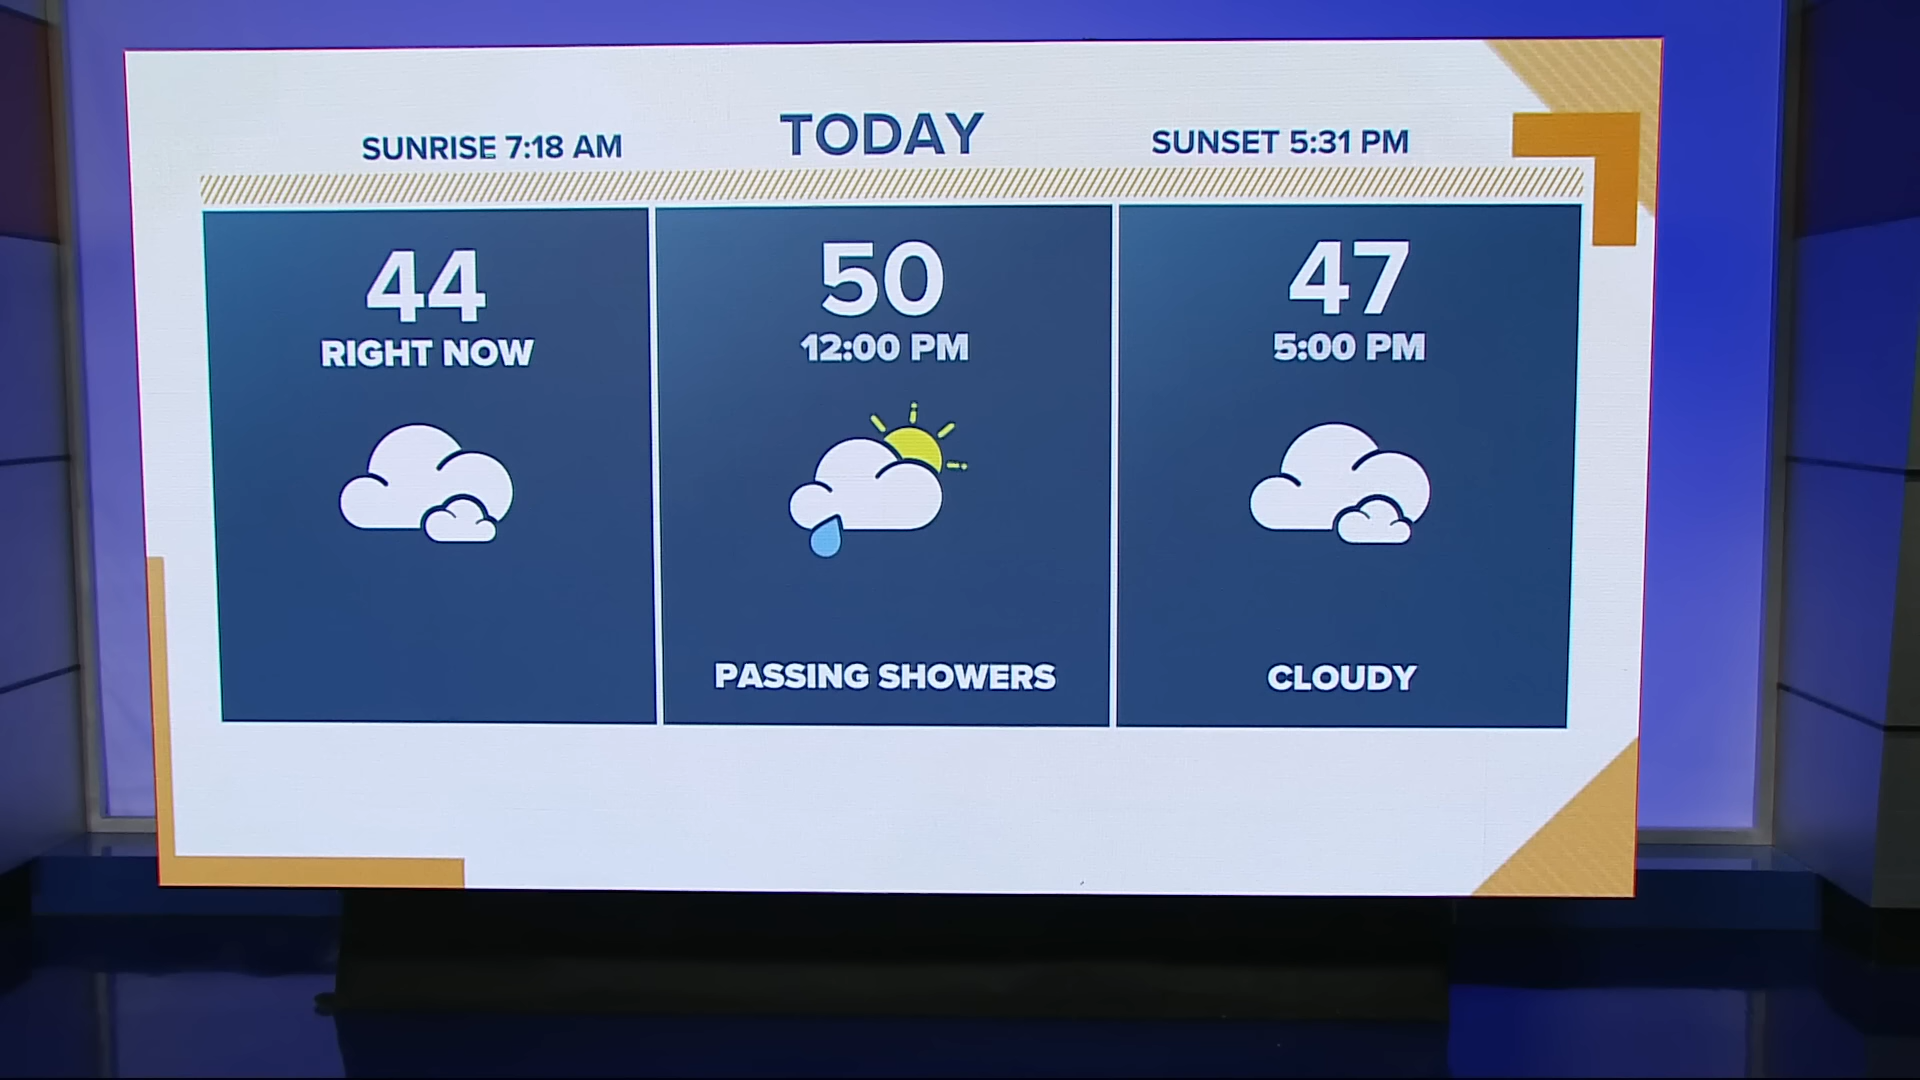 SUNRISE 7:18 AM
TODAY
SUNSET 5:31 PM
44
RIGHT NOW
50
12:00 PM
PASSING SHOWERS
47
5:00 PM
CLOUDY